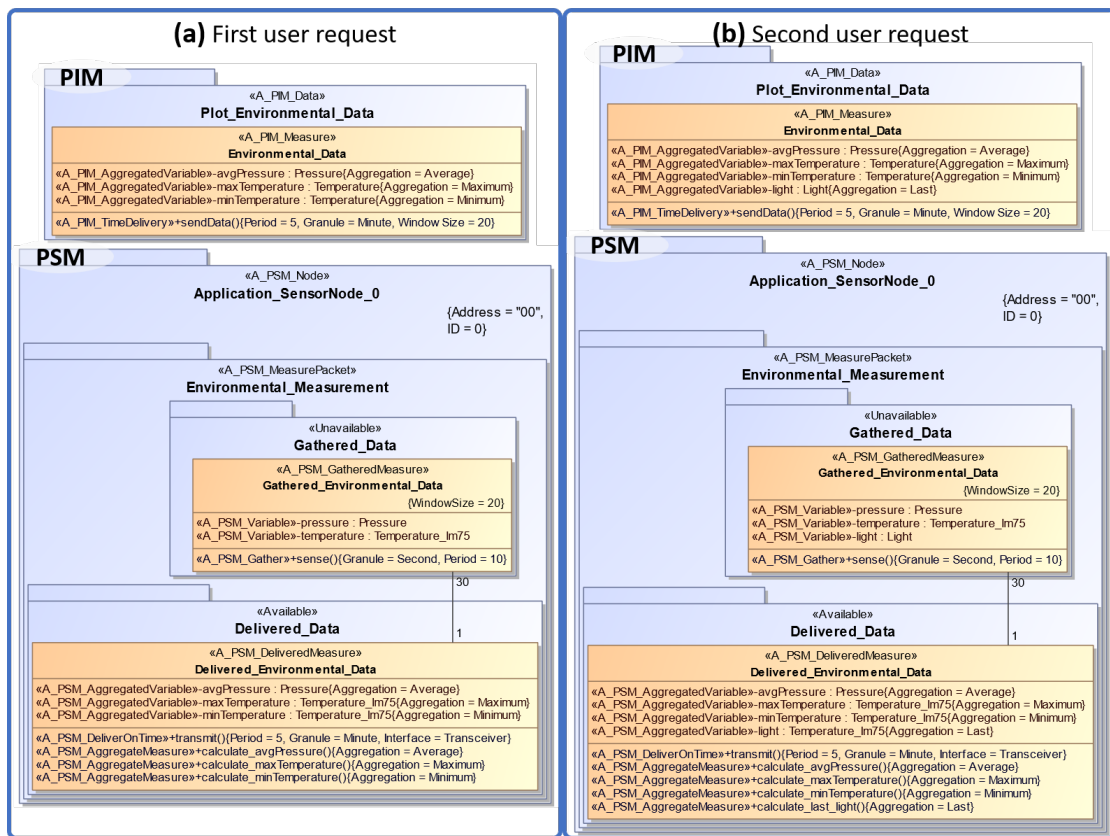 (a) First user request
PIM
«A_PIM_Data»
Plot_Environmental_Data
«A_PIM_Measure»
Environmental_Data
«A_PIM_AggregatedVariable»-avgPressure : Pressure{Aggregation = Average}
«A_PIM_AggregatedVariable»-maxTemperature : Temperature{Aggregation = Maximum}
«A_PIM_AggregatedVariable»-minTemperature : Temperature{Aggregation = Minimum}
«A_PIM_TimeDelivery»+sendData(){Period = 5, Granule = Minute, Window Size = 20}
PSM
«A_PSM_Node»
Application_SensorNode_0
{Address = "00",
ID = 0}
«A_PSM_MeasurePacket»
Environmental_Measurement
«Unavailable»
Gathered_Data
«A_PSM_GatheredMeasure»
Gathered_Environmental_Data
{WindowSize = 20}
«A_PSM_Variable»-pressure : Pressure
«A_PSM_Variable»-temperature : Temperature_lm75
«A_PSM_Gather»+sense(){Granule = Second, Period = 10}
30
«Available»
Delivered_Data
1
«A_PSM_DeliveredMeasure»
Delivered_Environmental_Data
«A_PSM_AggregatedVariable»-avgPressure : Pressure{Aggregation = Average}
«A_PSM_AggregatedVariable»-maxTemperature : Temperature_lm75{Aggregation = Maximum}
«A_PSM_AggregatedVariable»-minTemperature : Temperature_lm75{Aggregation = Minimum}
«A_PSM_DeliverOnTime»+transmit(){Period = 5, Granule = Minute, Interface = Transceiver}
«A_PSM_AggregateMeasure»+calculate_avgPressure(){Aggregation = Average}
«A_PSM_AggregateMeasure»+calculate_maxTemperature(){Aggregation = Maximum}
«A_PSM_AggregateMeasure»+calculate_minTemperature(){Aggregation = Minimum}
(b) Second user request
PIM
«A_PIM_Data»
Plot_Environmental_Data
«A_PIM_Measure»
Environmental_Data
«A_PIM_AggregatedVariable»-avgPressure : Pressure{Aggregation = Average}
«A_PIM_AggregatedVariable»-maxTemperature : Temperature{Aggregation = Maximum}
«A_PIM_AggregatedVariable»-minTemperature : Temperature{Aggregation = Minimum}
«A_PIM_AggregatedVariable»-light : Light{Aggregation = Last}
«A_PIM_TimeDelivery»+sendData(){Period = 5, Granule = Minute, Window Size = 20}
PSM
«A_PSM_Node»
Application_SensorNode_0
{Address = "00",
ID = 0}
«A_PSM_MeasurePacket»
Environmental_Measurement
«Unavailable»
Gathered_Data
«A_PSM_GatheredMeasure»
Gathered_Environmental_Data
{WindowSize = 20}
«A_PSM_Variable»-pressure : Pressure
«A_PSM_Variable»-temperature : Temperature_lm75
«A_PSM_Variable»-light : Light
«A_PSM_Gather»+sense(){Granule = Second, Period = 10}
30
«Available»
Delivered_Data
1
«A_PSM_DeliveredMeasure»
Delivered_Environmental_Data
«A_PSM_AggregatedVariable»-avgPressure : Pressure{Aggregation = Average}
«A_PSM_AggregatedVariable»-maxTemperature : Temperature_lm75{Aggregation = Maximum}
«A_PSM_AggregatedVariable»-minTemperature : Temperature_lm75{Aggregation = Minimum}
«A_PSM_AggregatedVariable»-light : Temperature_lm75{Aggregation = Last}
«A_PSM_DeliverOnTime»+transmit(){Period = 5, Granule = Minute, Interface = Transceiver}
«A_PSM_AggregateMeasure»+calculate_avgPressure(){Aggregation = Average}
«A_PSM_AggregateMeasure»+calculate_maxTemperature(){Aggregation = Maximum}
«A_PSM_AggregateMeasure»+calculate_minTemperature(){Aggregation = Minimum}
«A_PSM_AggregateMeasure»+calculate_last_light(){Aggregation = Last}